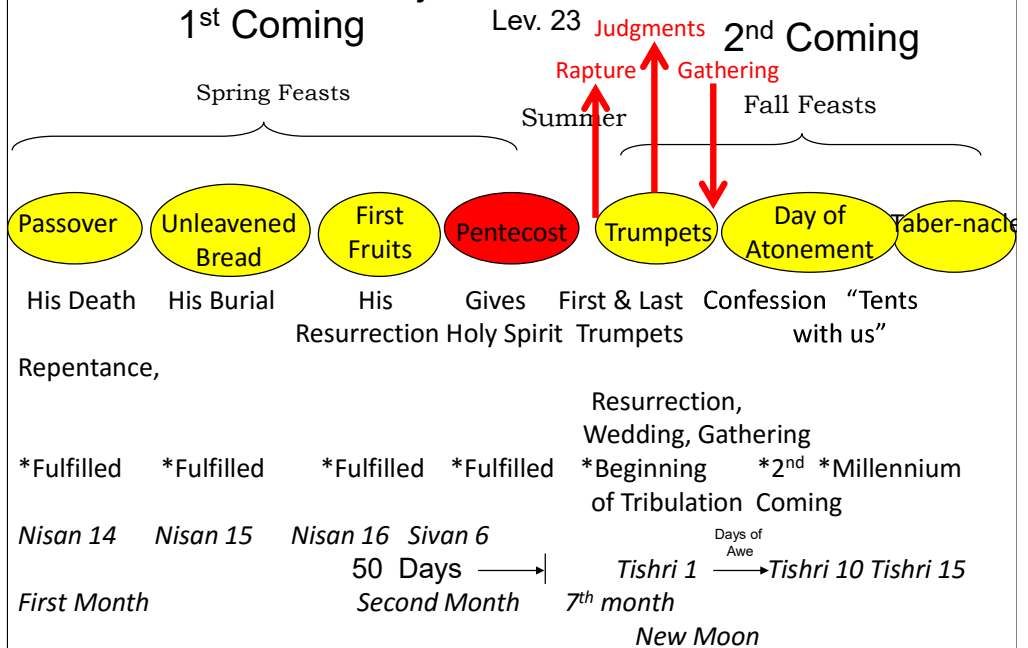 1st Coming
Lev. 23
Judgments
2nd Coming
Rapture
Gathering
Spring Feasts
Summer
Fall Feasts
Passover
Unleavened
Bread
First
Fruits
Pentecost
Trumpets
Day of
Atonement
Taber-nacle
His Death
His Burial
His
Resurrection
Gives
Holy Spirit
First & Last
Trumpets
Confession
“Tents
with us”
Repentance,
Resurrection,
Wedding, Gathering
*Fulfilled
*Fulfilled
*Fulfilled
*Fulfilled
*Beginning
of Tribulation
*2nd
Coming
*Millennium
Nisan 14
Nisan 15
Nisan 16
Sivan 6
Days of
Awe
50 Days
Tishri 1
Tishri 10
Tishri 15
First Month
Second Month
7th month
New Moon